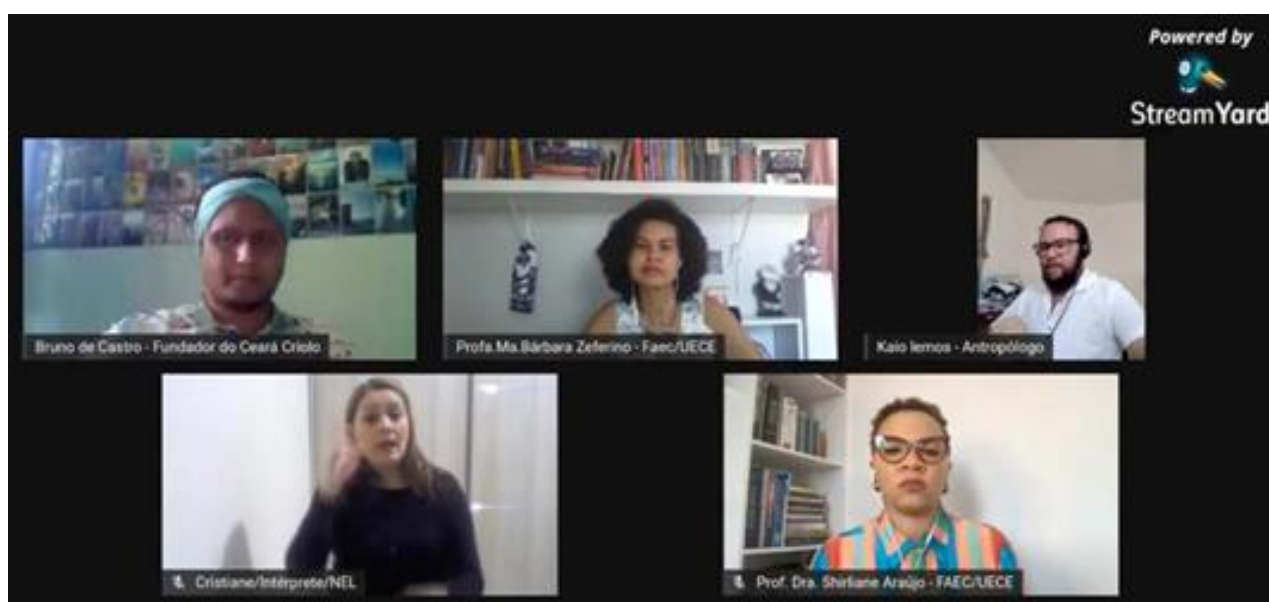 Powered by
StreamYard
Bruno de Castro - Fundador do Ceará Criolo
Profa.Ma.Bárbara Zeferino - Faec/UECE
Kaio lemos - Antropólogo
Cristiane/Intérprete/NEL
Prof. Dra. Shirliane Araújo - FAEC/UECE